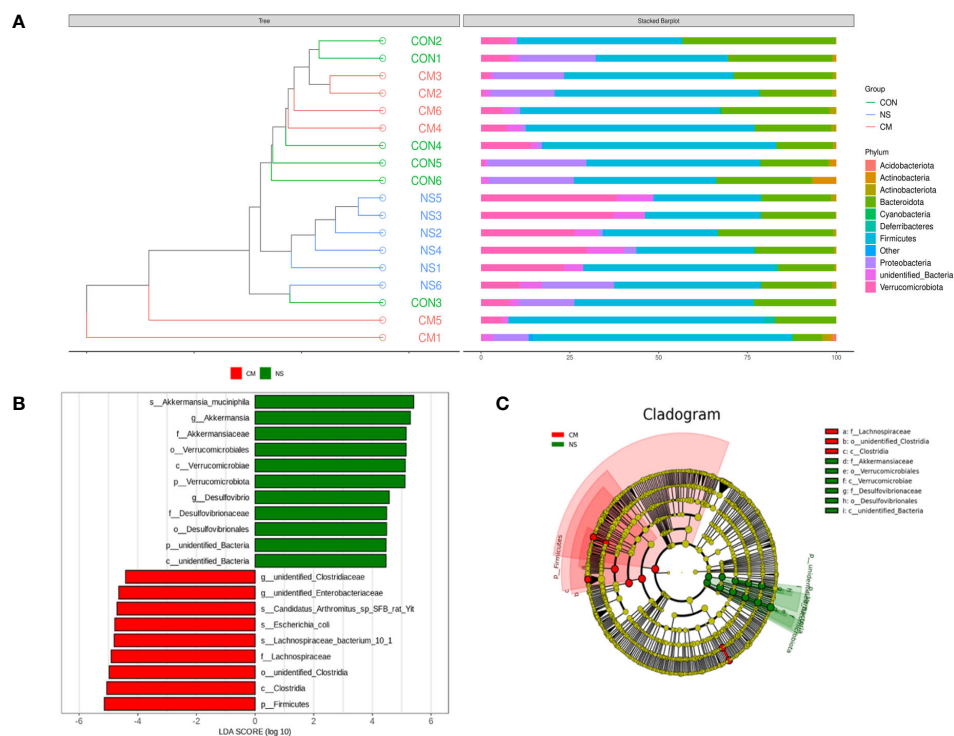 A
Tree
Stacked Barplot
CON2
CON1
CM3
CM2
CM6
CM4
CON4
CON5
CON6
NS5
NS3
NS2
NS4
NS1
NS6
CON3
CM5
CM1
0
25
50
75
100
Group
CON
NS
CM
Phylum
Acidobacteriota
Actinobacteria
Actinobacteriota
Bacteroidota
Cyanobacteria
Deferribacteres
Firmicutes
Other
Proteobacteria
unidentified_Bacteria
Verrucomicrobiota
B
CM
NS
s__Akkermansia_muciniphila
g__Akkermansia
f__Akkermansiaceae
o__Verrucomicrobiales
c__Verrucomicrobiae
p__Verrucomicrobiota
g__Desulfovibrio
f__Desulfovibrionaceae
o__Desulfovibrionales
p__unidentified_Bacteria
c__unidentified_Bacteria
g__unidentified_Clostridiaceae
g__unidentified_Enterobacteriaceae
s__Candidatus_Arthromitus_sp_SFB_rat_Yit
s__Escherichia_coli
s__Lachnospiraceae_bacterium_10_1
f__Lachnospiraceae
o__unidentified_Clostridia
c__Clostridia
p__Firmicutes
-6
-4
-2
0
2
4
6
LDA SCORE (log 10)
C
Cladogram
CM
NS
a: f__Lachnospiraceae
b: o__unidentified_Clostridia
c: c__Clostridia
d: f__Akkermansiaceae
e: o__Verrucomicrobiales
f: c__Verrucomicrobiae
g: f__Desulfovibrionaceae
h: o__Desulfovibrionales
i: c__unidentified_Bacteria
p__Firmicutes